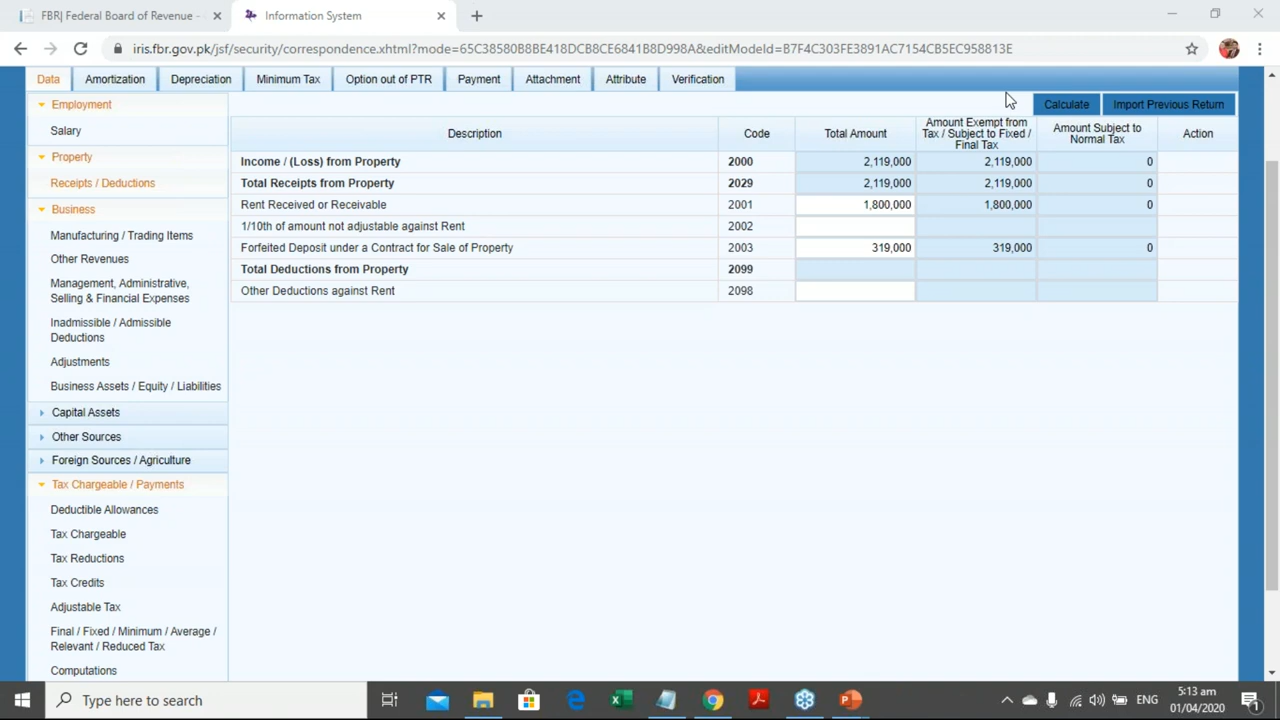 FBR| Federal Board of Revenue -
Information System
iris.fbr.gov.pk/jsf/security/correspondence.xhtml?mode=65C38580B8BE418DCB8CE6841B8D998A&editModeId=B7F4C303FE3891AC7154CB5EC958813E
Data Amortization Depreciation Minimum Tax Option out of PTR Payment Attachment Attribute Verification
Calculate Import Previous Return
Employment
Salary
Property
Receipts / Deductions
Business
Manufacturing / Trading Items
Other Revenues
Management, Administrative,
Selling & Financial Expenses
Inadmissible / Admissible
Deductions
Adjustments
Business Assets / Equity / Liabilities
Capital Assets
Other Sources
Foreign Sources / Agriculture
Tax Chargeable / Payments
Deductible Allowances
Tax Chargeable
Tax Reductions
Tax Credits
Adjustable Tax
Final / Fixed / Minimum / Average /
Relevant / Reduced Tax
Computations
Description Code Total Amount Amount Exempt from
Tax / Subject to Fixed /
Final Tax
Amount Subject to
Normal Tax
Action
Income / (Loss) from Property 2000 2,119,000 2,119,000 0
Total Receipts from Property 2029 2,119,000 2,119,000 0
Rent Received or Receivable 2001 1,800,000 1,800,000 0
1/10th of amount not adjustable against Rent 2002
Forfeited Deposit under a Contract for Sale of Property 2003 319,000 319,000 0
Total Deductions from Property 2099
Other Deductions against Rent 2098
Type here to search
ENG
5:13 am
01/04/2020
1